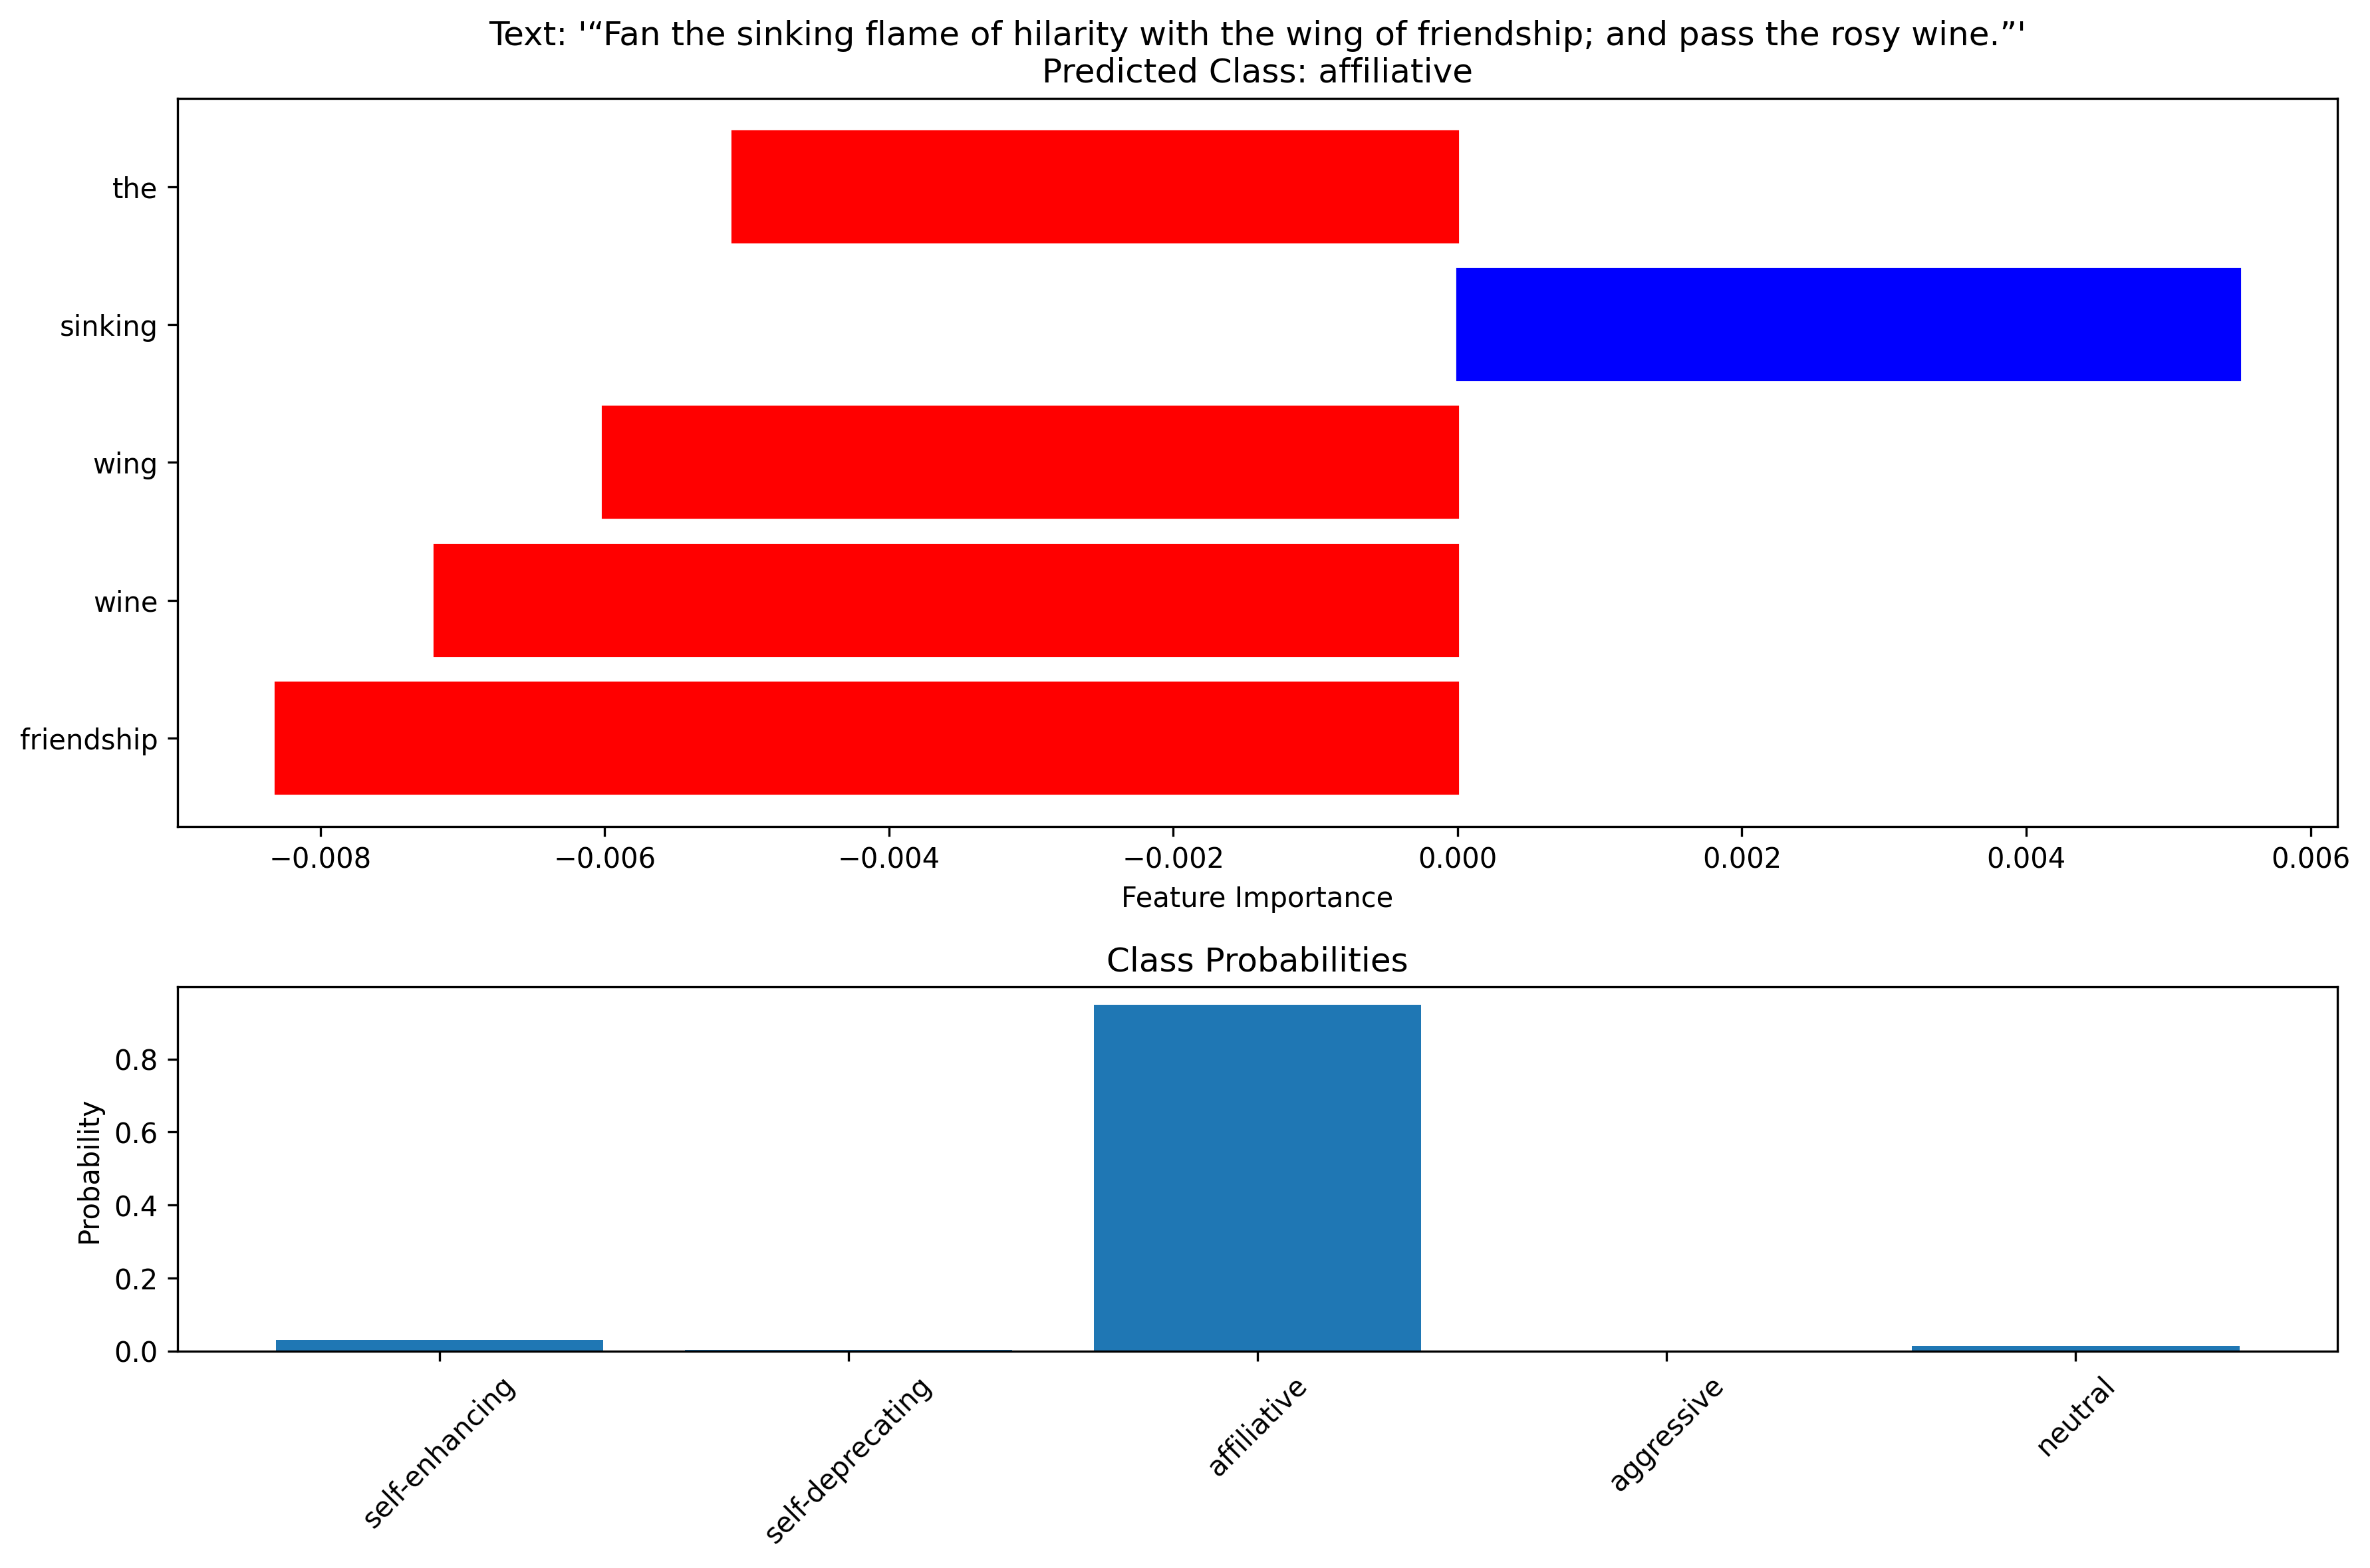 Text: '“Fan the sinking flame of hilarity with the wing of friendship; and pass the rosy wine.”'
Predicted Class: affiliative
the
sinking
wing
wine
friendship
−0.008
−0.006
−0.004
−0.002
0.000
0.002
0.004
0.006
Feature Importance
Class Probabilities
Probability
0.8
0.6
0.4
0.2
0.0
self-enhancing
self-deprecating
affiliative
aggressive
neutral